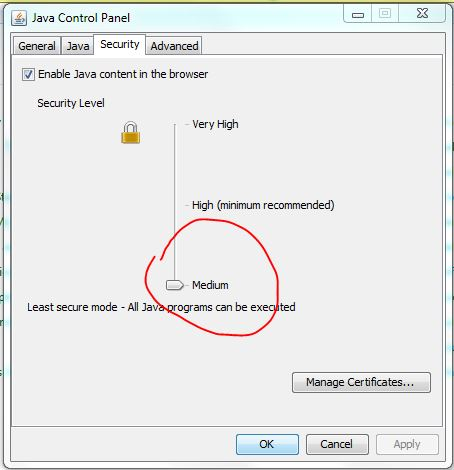 Java Control Panel
General Java Security Advanced
Enable Java content in the browser
Security Level
Very High
High (minimum recommended)
Medium
Least secure mode - All Java programs can be executed
Manage Certificates...
OK Cancel Apply